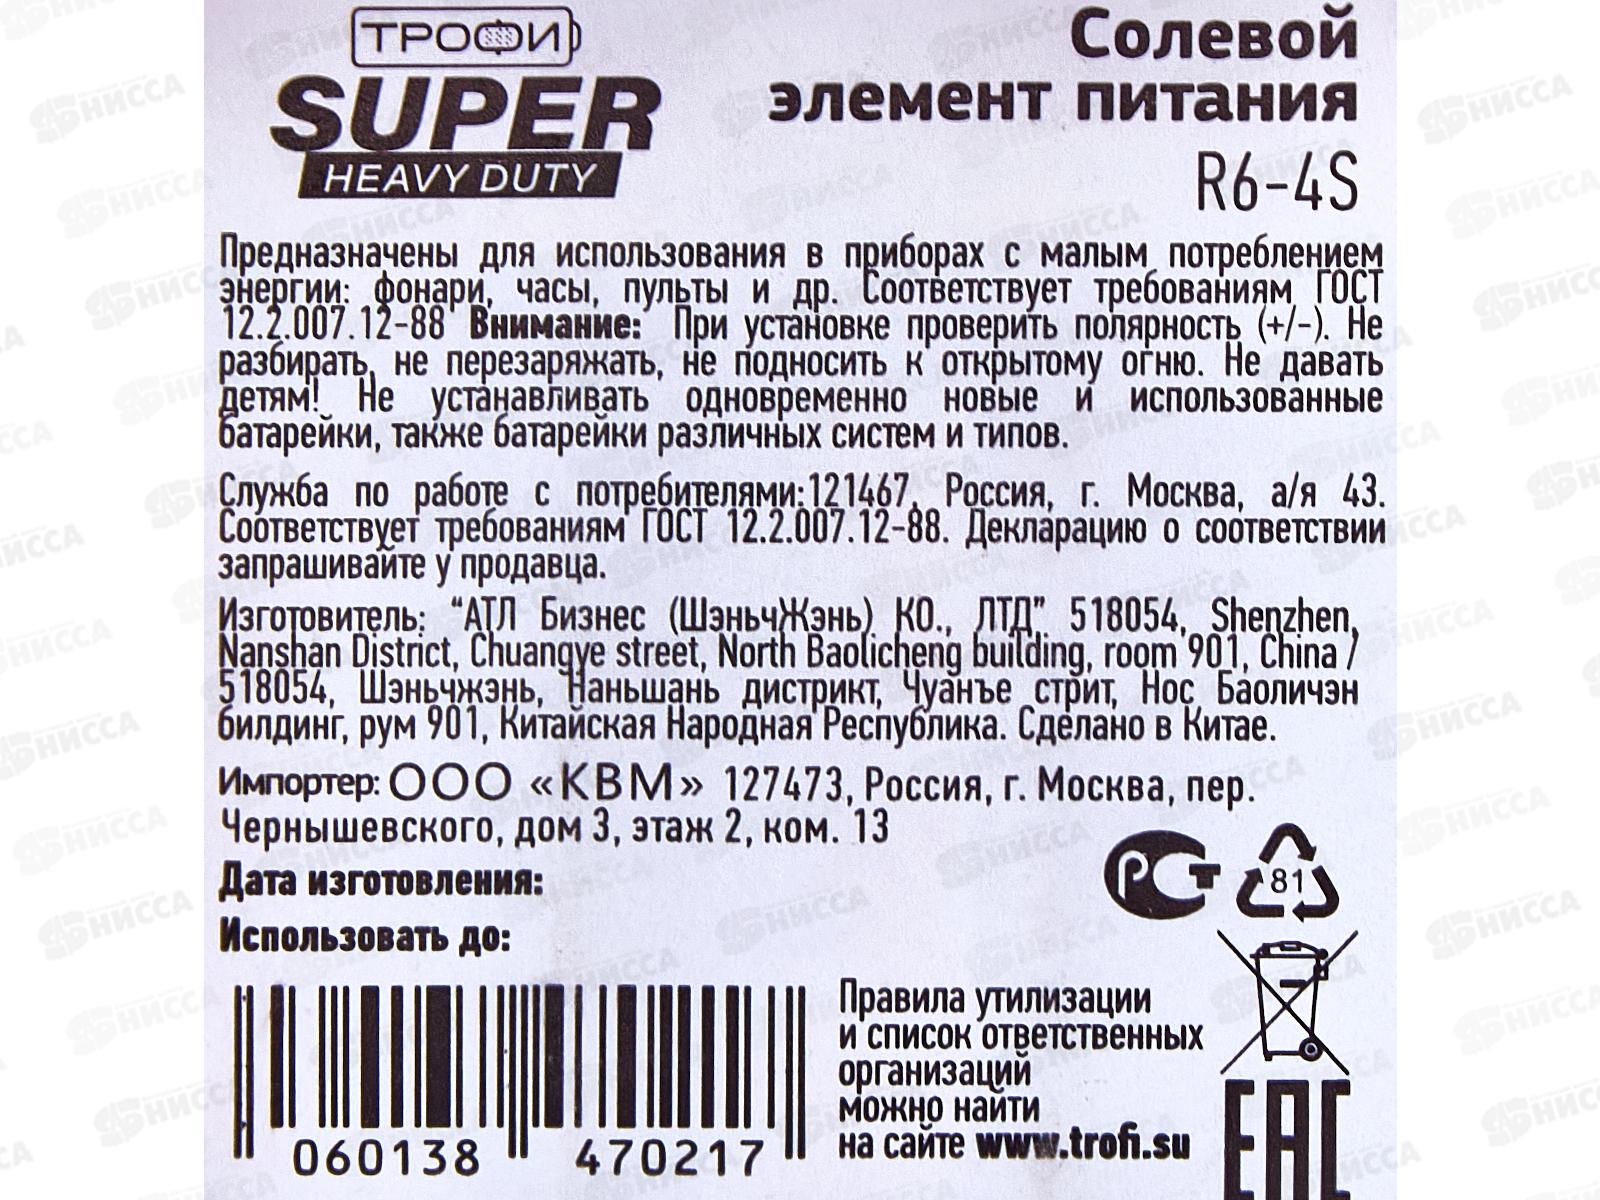 ТРОФИ
SUPER
HEAVY DUTY
Солевой
элемент питания
R6-4S
Предназначены для использования в приборах с малым потреблением
энергии: фонари, часы, пульты и др. Соответствует требованиям ГОСТ
12.2.007.12-88 Внимание: При установке проверить полярность (+/-). Не
разбирать, не перезаряжать, не подносить к открытому огню. Не давать
детям! Не устанавливать одновременно новые и использованные
батарейки, также батарейки различных систем и типов.
Служба по работе с потребителями:121467, Россия, г. Москва, а/я 43.
Соответствует требованиям ГОСТ 12.2.007.12-88. Декларацию о соответствии
запрашивайте у продавца.
Изготовитель: “АТЛ Бизнес (ШэньчЖэнь) КО., ЛТД” 518054, Shenzhen,
Nanshan District, Chuangye street, North Baolicheng building, room 901, China /
518054, Шэньчжэнь, Наньшань дистрикт, Чуанъе стрит, Нос Баоличэн
билдинг, рум 901, Китайская Народная Республика. Сделано в Китае.
Импортер: ООО «КВМ» 127473, Россия, г. Москва, пер.
Чернышевского, дом 3, этаж 2, ком. 13
Дата изготовления:
Использовать до:
РСТ
81
060138 470217
Правила утилизации
и список ответственных
организаций
можно найти
на сайте www.trofi.su
EAC
НИССА